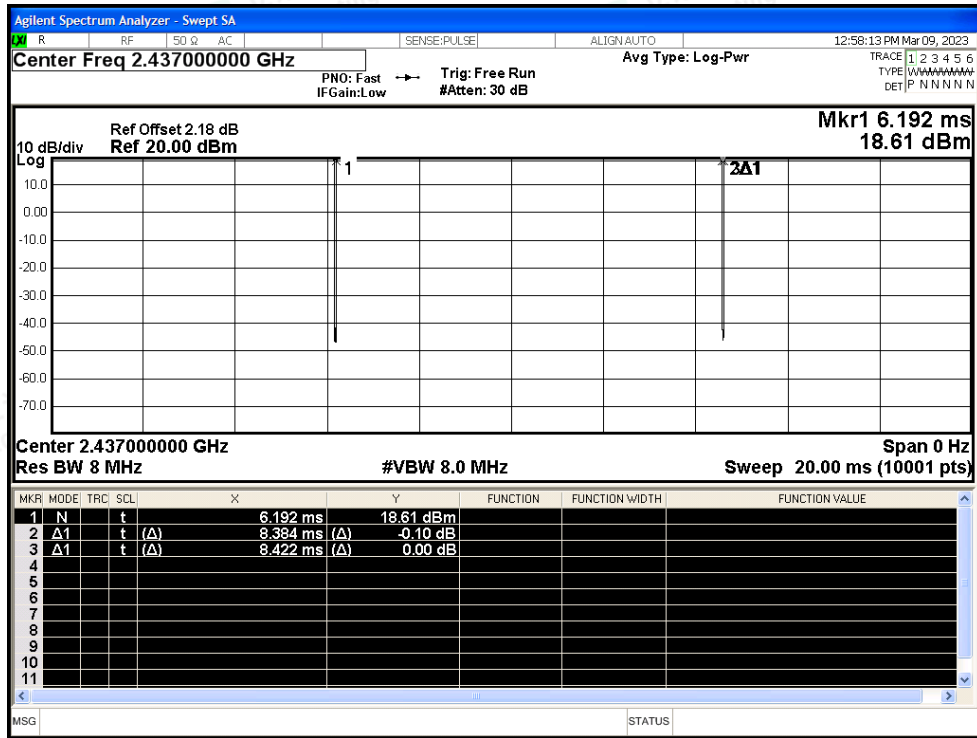 Agilent Spectrum Analyzer - Swept SA
LXI R RF 50 Ω AC SENSE:PULSE ALIGN AUTO 12:58:13 PM Mar 09, 2023
Center Freq 2.437000000 GHz Avg Type: Log-Pwr TRACE 1 2 3 4 5 6
PNO: Fast Trig: Free Run TYPE
IFGain:Low #Atten: 30 dB DET P N N N N N
Mkr1 6.192 ms
Ref Offset 2.18 dB
10 dB/div Ref 20.00 dBm 18.61 dBm
Log
1
10.0
0.00
-10.0
-20.0
-30.0
-40.0
-50.0
-60.0
-70.0
Center 2.437000000 GHz Span 0 Hz
Res BW 8 MHz #VBW 8.0 MHz Sweep 20.00 ms (10001 pts)
MKR MODE TRC SCL X Y FUNCTION FUNCTION WIDTH FUNCTION VALUE
1 N t 6.192 ms 18.61 dBm
2 Δ1 t (Δ) 8.384 ms (Δ) -0.10 dB
3 Δ1 t (Δ) 8.422 ms (Δ) 0.00 dB
4
5
6
7
8
9
10
11
MSG STATUS